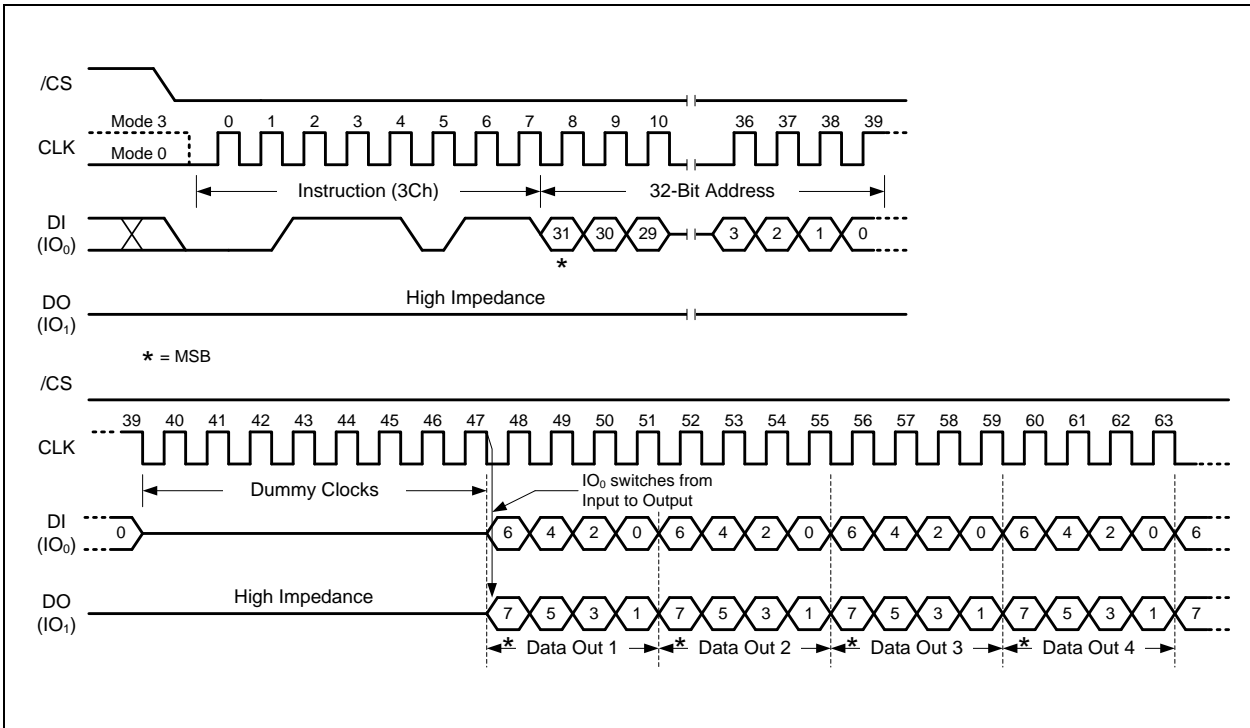 /CS
Mode 3 0 1 2 3 4 5 6 7 8 9 10 36 37 38 39
CLK
Mode 0
Instruction (3Ch) 32-Bit Address
DI
(IO0)
31 30 29 3 2 1 0
*
High Impedance
DO
(IO1)
* = MSB
/CS
39 40 41 42 43 44 45 46 47 48 49 50 51 52 53 54 55 56 57 58 59 60 61 62 63
CLK
Dummy Clocks
IO0 switches from
Input to Output
DI
(IO0)
0 6 4 2 0 6 4 2 0 6 4 2 0 6 4 2 0 6
High Impedance
DO
(IO1)
7 5 3 1 7 5 3 1 7 5 3 1 7 5 3 1 7
* Data Out 1 * Data Out 2 * Data Out 3 * Data Out 4